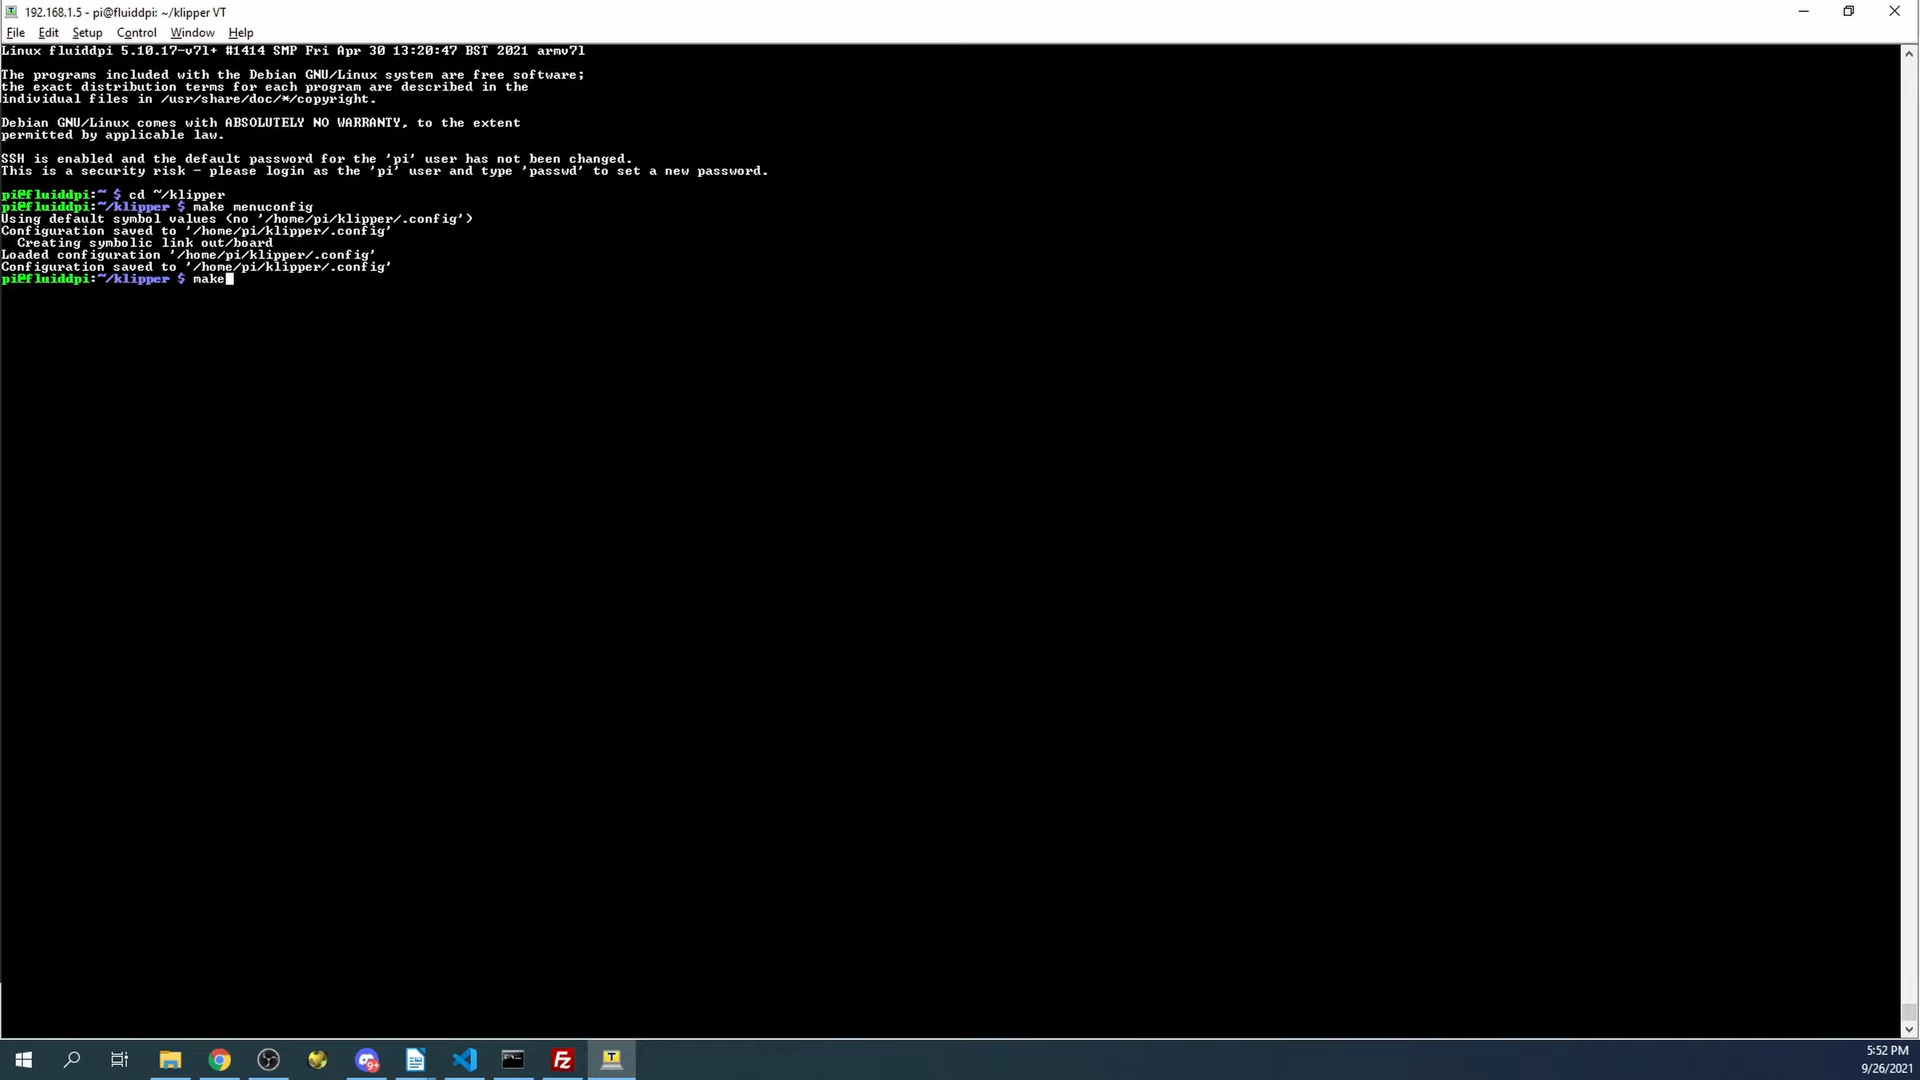 192.168.1.5 - pi@fluiddpi: ~/klipper VT
File Edit Setup Control Window Help
Linux fluiddpi 5.10.17-v7l+ #1414 SMP Fri Apr 30 13:20:47 BST 2021 armv7l
The programs included with the Debian GNU/Linux system are free software;
the exact distribution terms for each program are described in the
individual files in /usr/share/doc/*/copyright.
Debian GNU/Linux comes with ABSOLUTELY NO WARRANTY, to the extent
permitted by applicable law.
SSH is enabled and the default password for the 'pi' user has not been changed.
This is a security risk - please login as the 'pi' user and type 'passwd' to set a new password.
pi@fluiddpi:~ $ cd ~/klipper
pi@fluiddpi:~/klipper $ make menuconfig
Using default symbol values (no '/home/pi/klipper/.config')
Configuration saved to '/home/pi/klipper/.config'
Creating symbolic link out/board
Loaded configuration '/home/pi/klipper/.config'
Configuration saved to '/home/pi/klipper/.config'
pi@fluiddpi:~/klipper $ make
9+
Fz
T
5:52 PM
9/26/2021